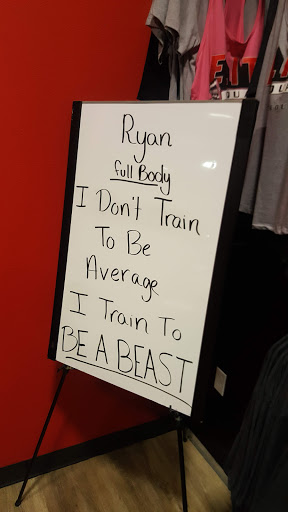 Ryan
full Body
I Don't Train
To Be
Average
I Train To
BE A BEAST